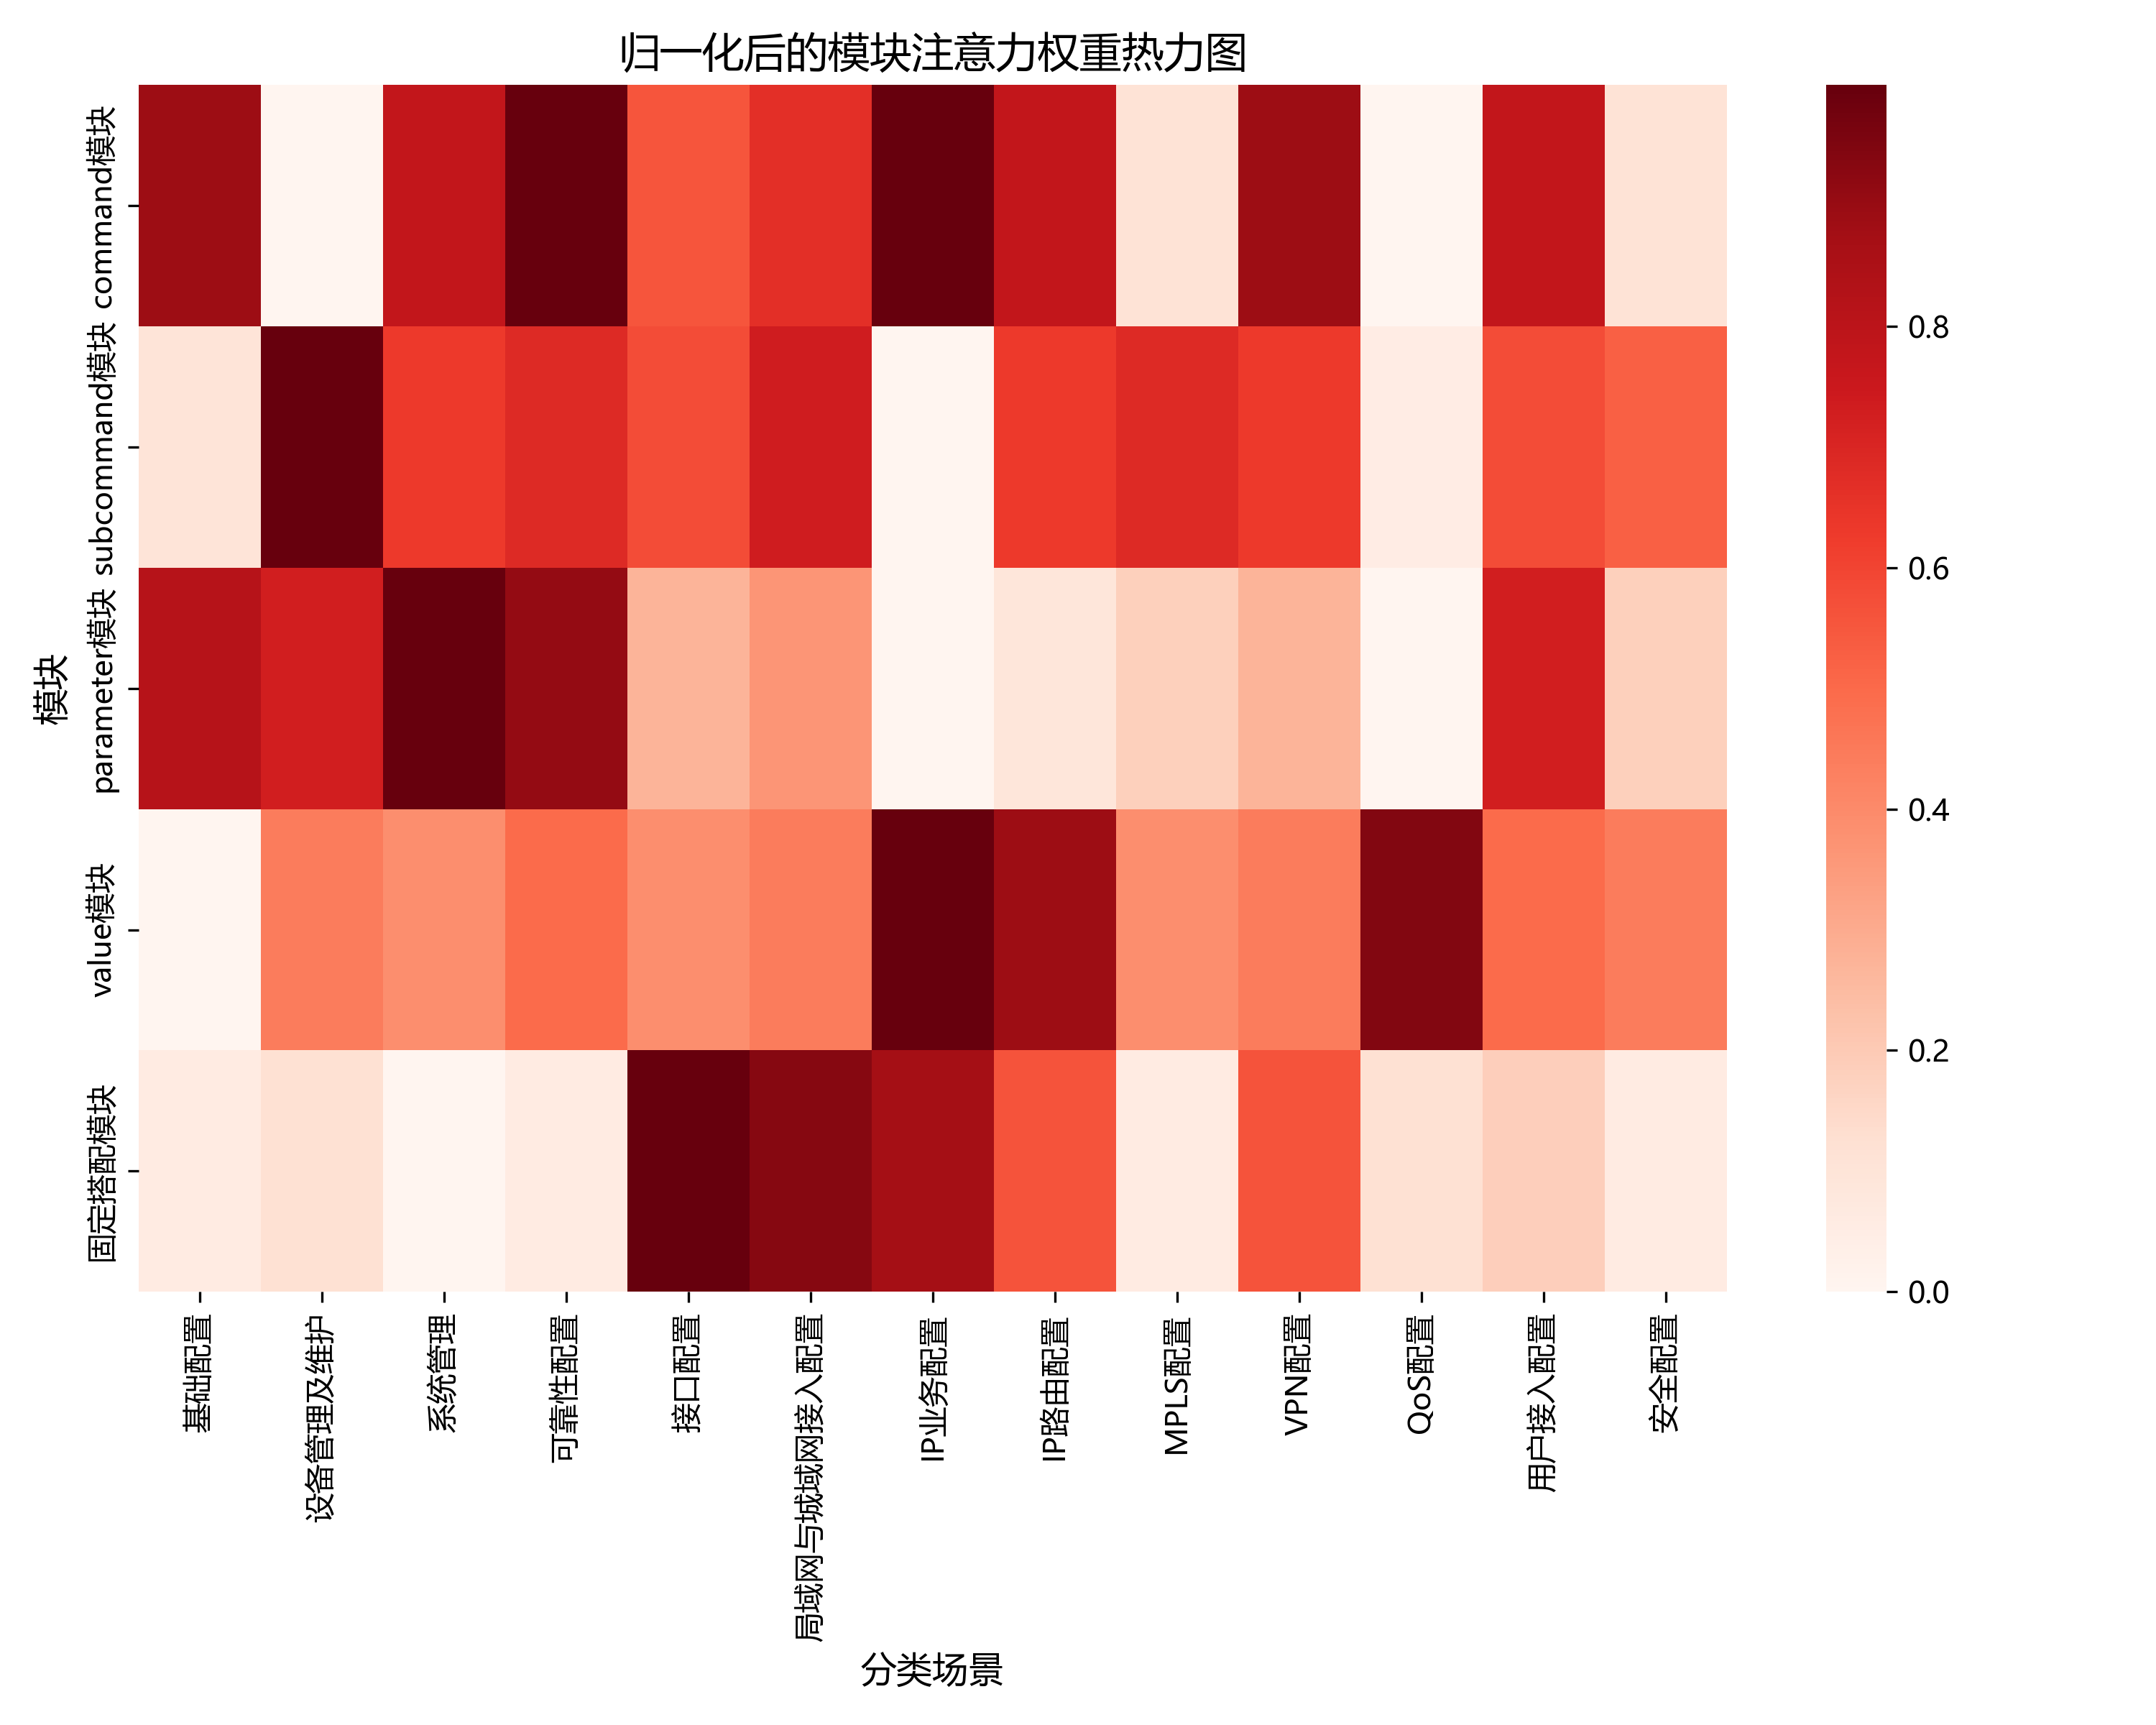 归一化后的模块注意力权重热力图
模块
command模块
subcommand模块
parameter模块
value模块
固定搭配模块
基础配置
设备管理及维护
系统管理
可靠性配置
接口配置
局域网与城域网接入配置
IP业务配置
IP路由配置
MPLS配置
VPN配置
QoS配置
用户接入配置
安全配置
分类场景
0.8
0.6
0.4
0.2
0.0